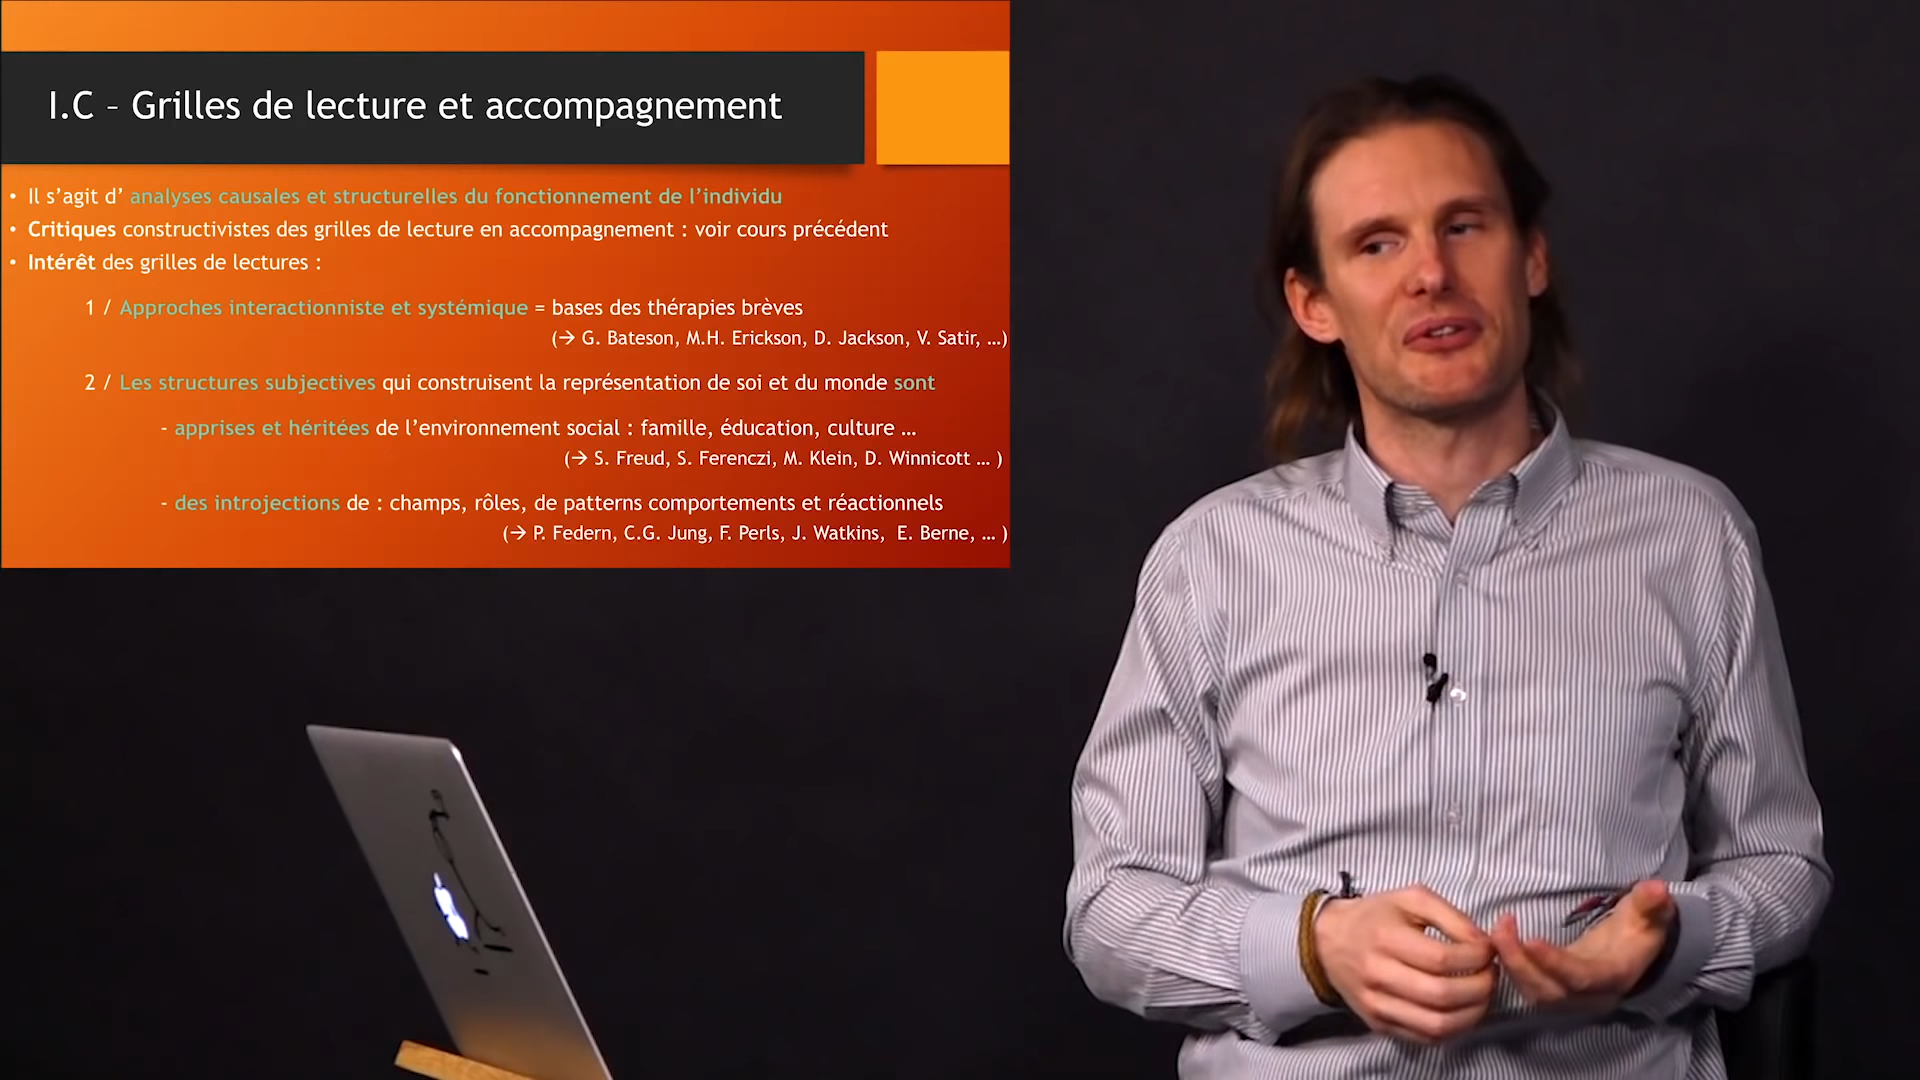 I.C – Grilles de lecture et accompagnement
• Il s’agit d’ analyses causales et structurelles du fonctionnement de l’individu
• Critiques constructivistes des grilles de lecture en accompagnement : voir cours précédent
• Intérêt des grilles de lectures :
1 / Approches interactionniste et systémique = bases des thérapies brèves
(→ G. Bateson, M.H. Erickson, D. Jackson, V. Satir, …)
2 / Les structures subjectives qui construisent la représentation de soi et du monde sont
- apprises et héritées de l’environnement social : famille, éducation, culture …
(→ S. Freud, S. Ferenczi, M. Klein, D. Winnicott … )
- des introjections de : champs, rôles, de patterns comportements et réactionnels
(→ P. Federn, C.G. Jung, F. Perls, J. Watkins, E. Berne, … )